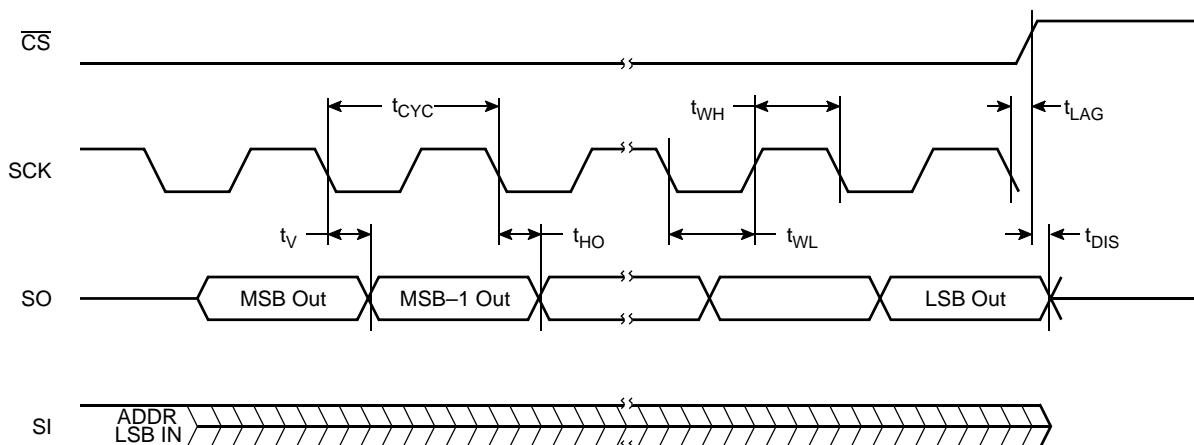 CS
tCYC
tWH
tLAG
SCK
tV
tHO
tWL
tDIS
SO
MSB Out
MSB–1 Out
LSB Out
SI
ADDR
LSB IN